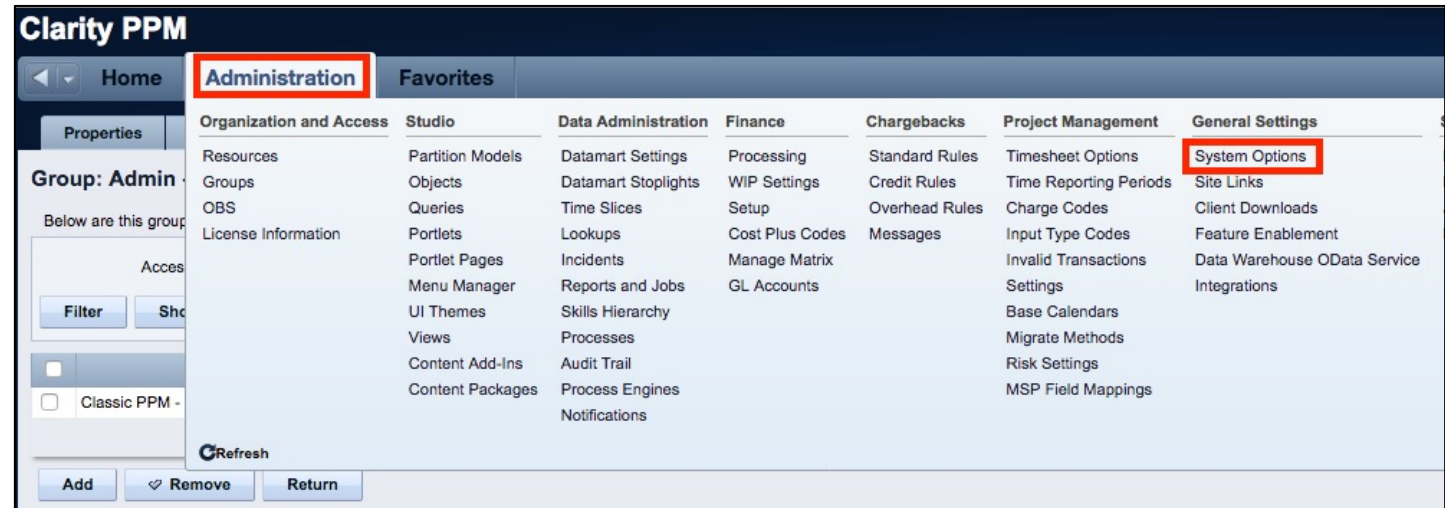 Clarity PPM
Home Administration Favorites
Properties
Group: Admin -
Below are this group
Acces
Filter Sho
Classic PPM -
Add Remove Return
Organization and Access
Resources
Groups
OBS
License Information
Studio
Partition Models
Objects
Queries
Portlets
Portlet Pages
Menu Manager
UI Themes
Views
Content Add-Ins
Content Packages
Data Administration
Datamart Settings
Datamart Stoplights
Time Slices
Lookups
Incidents
Reports and Jobs
Skills Hierarchy
Processes
Audit Trail
Process Engines
Notifications
Finance
Processing
WIP Settings
Setup
Cost Plus Codes
Manage Matrix
GL Accounts
Chargebacks
Standard Rules
Credit Rules
Overhead Rules
Messages
Project Management
Timesheet Options
Time Reporting Periods
Charge Codes
Input Type Codes
Invalid Transactions
Settings
Base Calendars
Migrate Methods
Risk Settings
MSP Field Mappings
General Settings
System Options
Site Links
Client Downloads
Feature Enablement
Data Warehouse OData Service
Integrations
Refresh